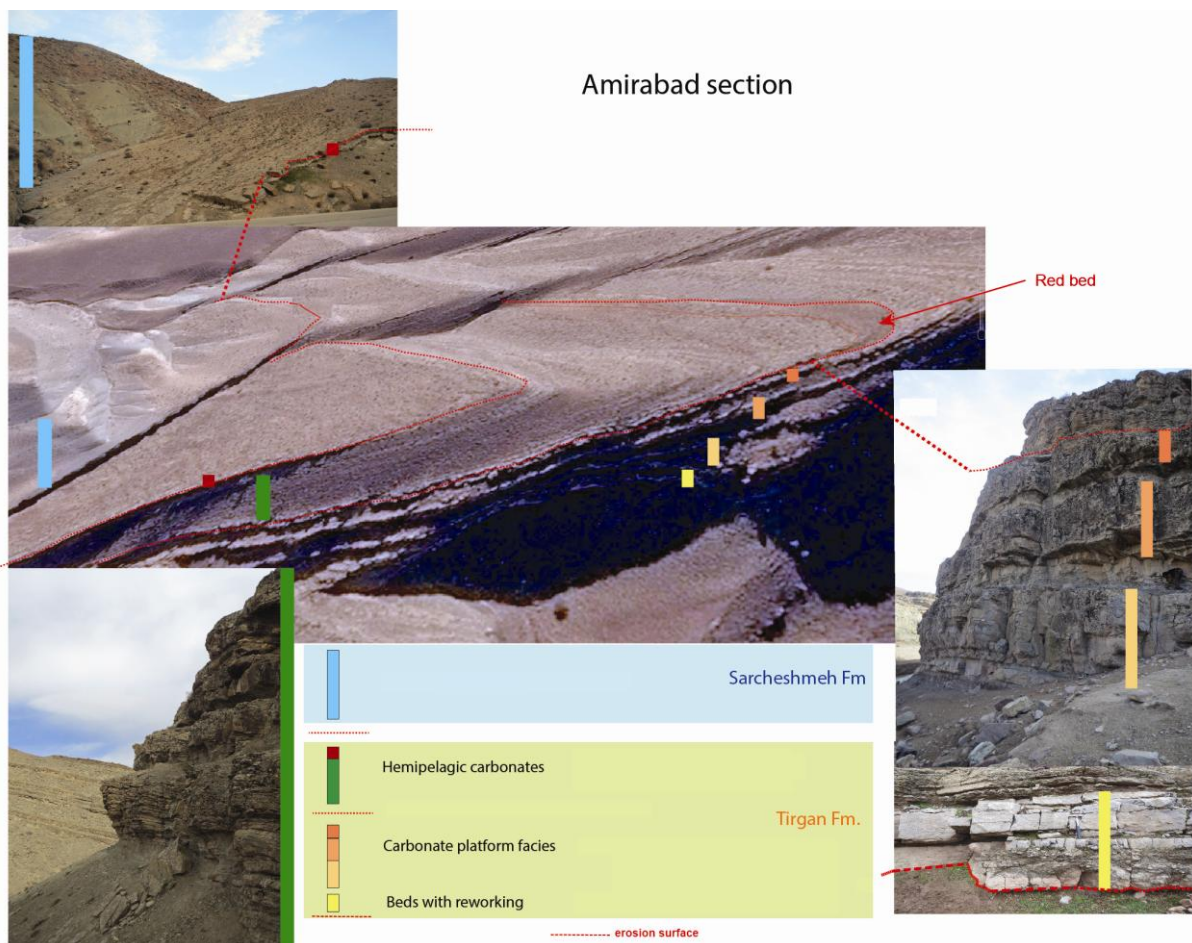 Amirabad section
Red bed
Sarcheshmeh Fm
Hemipelagic carbonates
Tirgan Fm.
Carbonate platform facies
Beds with reworking
erosion surface